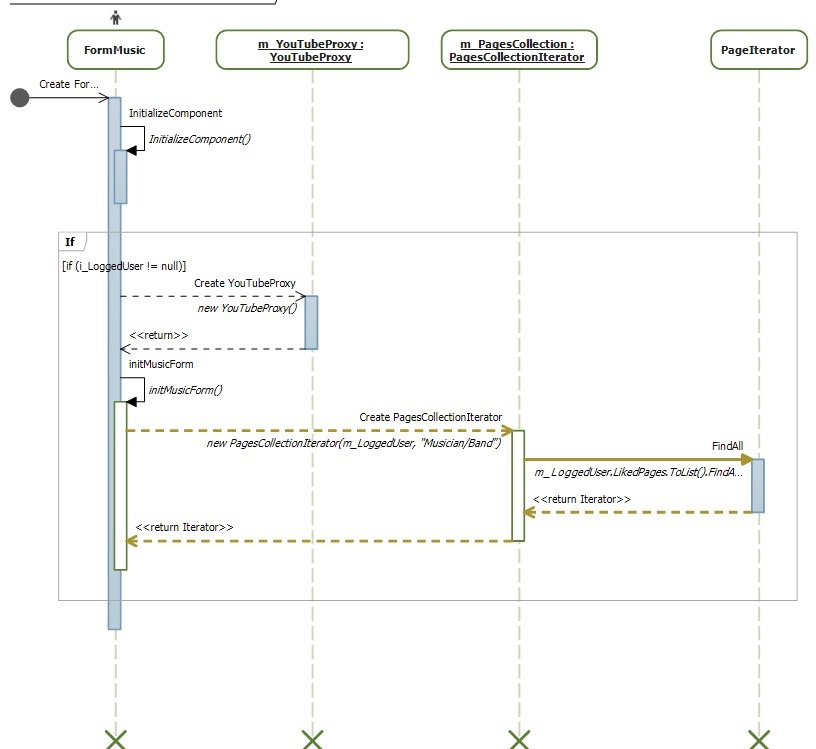 FormMusic
m_YouTubeProxy :
YouTubeProxy
m_PagesCollection :
PagesCollectionIterator
PageIterator
Create For...
InitializeComponent
InitializeComponent()
If
[if (i_LoggedUser != null)]
Create YouTubeProxy
new YouTubeProxy()
<<return>>
initMusicForm
initMusicForm()
Create PagesCollectionIterator
new PagesCollectionIterator(m_LoggedUser, "Musician/Band")
FindAll
m_LoggedUser.LikedPages.ToList().FindA...
<<return Iterator>>
<<return Iterator>>